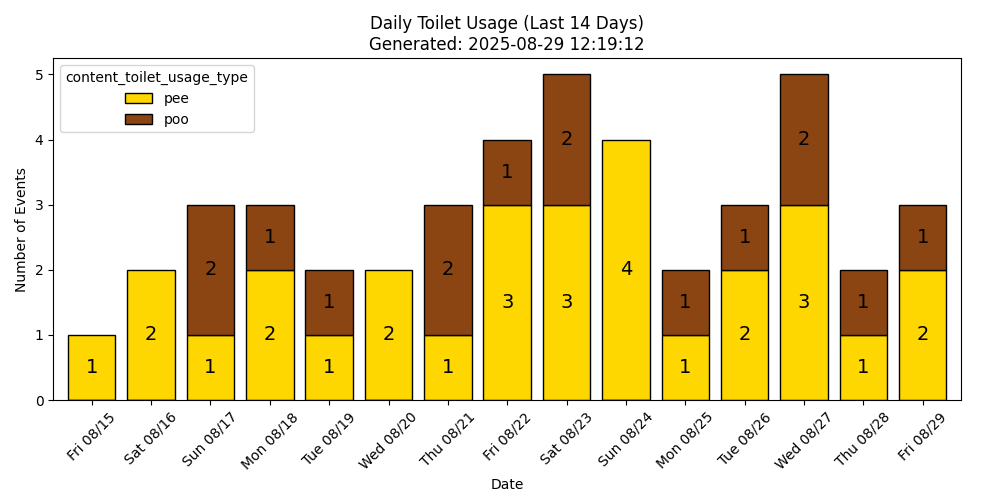 Daily Toilet Usage (Last 14 Days)
Generated: 2025-08-29 12:19:12
content_toilet_usage_type
pee
poo
Number of Events
5
4
3
2
1
0
1
2
1
2
2
1
1
1
2
1
2
3
1
3
2
4
1
1
2
1
3
2
1
1
2
1
Fri 08/15
Sat 08/16
Sun 08/17
Mon 08/18
Tue 08/19
Wed 08/20
Thu 08/21
Fri 08/22
Sat 08/23
Sun 08/24
Mon 08/25
Tue 08/26
Wed 08/27
Thu 08/28
Fri 08/29
Date